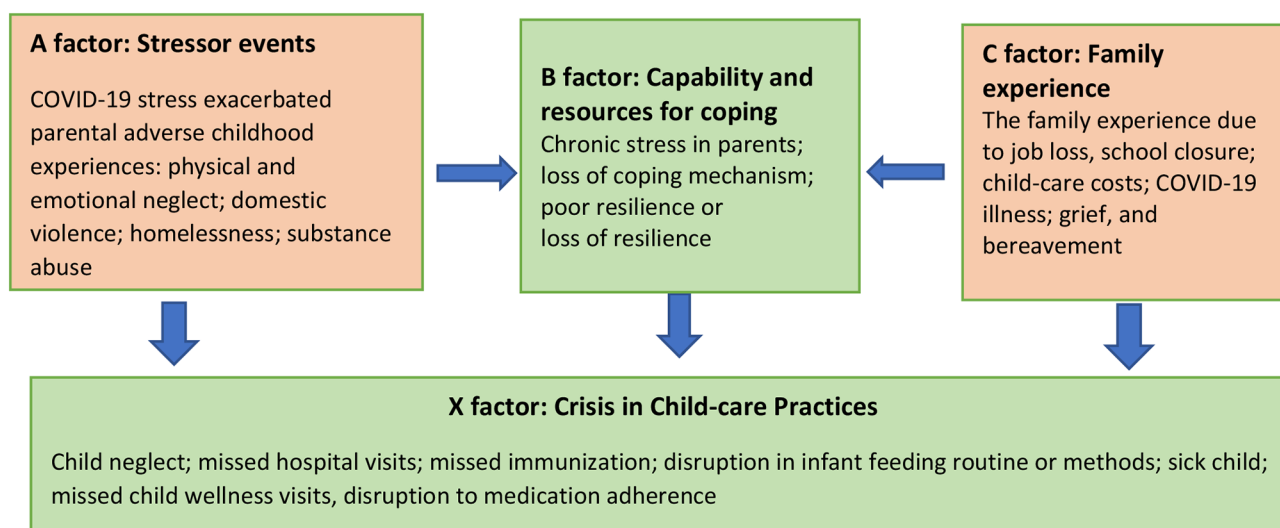 A factor: Stressor events
COVID-19 stress exacerbated
parental adverse childhood
experiences: physical and
emotional neglect; domestic
violence; homelessness; substance
abuse
B factor: Capability and
resources for coping
Chronic stress in parents;
loss of coping mechanism;
poor resilience or
loss of resilience
C factor: Family
experience
The family experience due
to job loss, school closure;
child-care costs; COVID-19
illness; grief, and
bereavement
X factor: Crisis in Child-care Practices
Child neglect; missed hospital visits; missed immunization; disruption in infant feeding routine or methods; sick child;
missed child wellness visits, disruption to medication adherence